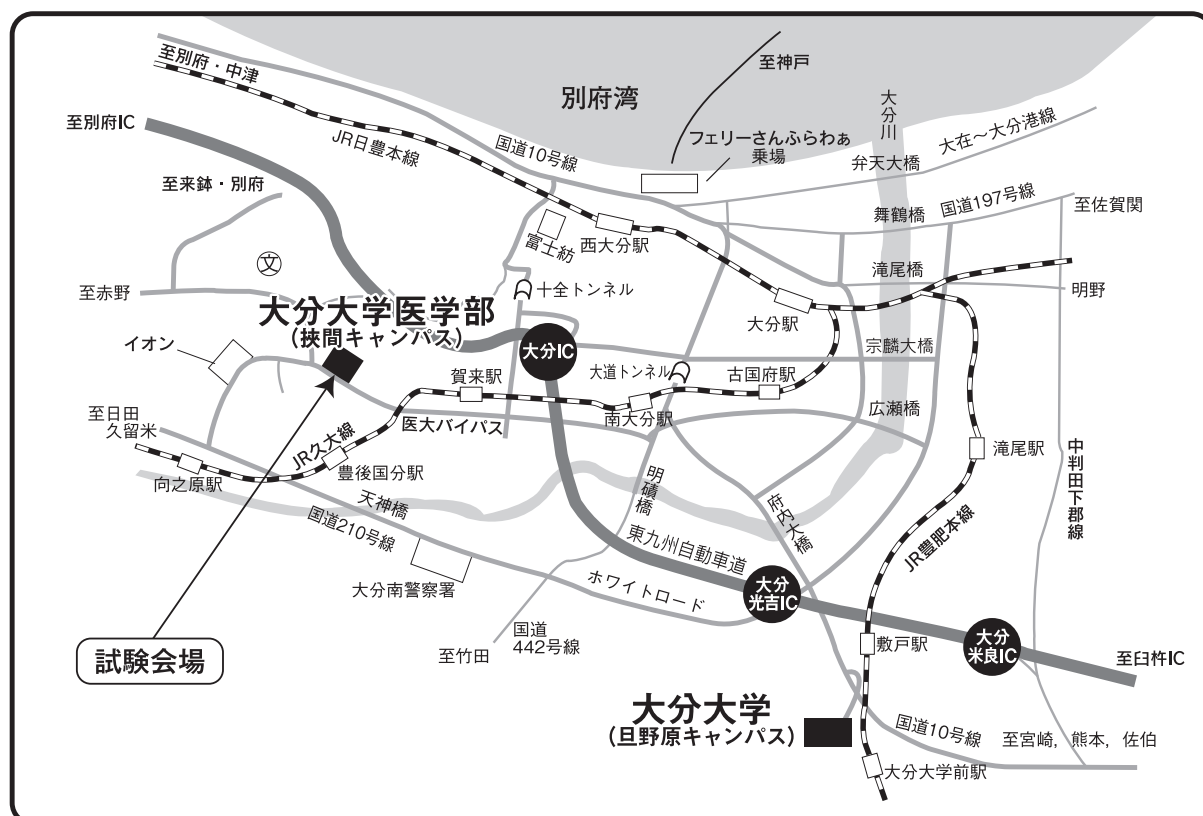 至別府・中津
至神戸
別府湾
大分川
至別府IC
JR日豊本線
国道10号線
フェリーさんふらわぁ
乗場
大在～大分港線
弁天大橋
至来鉢・別府
舞鶴橋
国道197号線
至佐賀関
富士紡
西大分駅
文
滝尾橋
至赤野
十全トンネル
明野
大分大学医学部
(挾間キャンパス)
大分駅
イオン
大分IC
宗麟大橋
大道トンネル
賀来駅
古国府駅
至日田
久留米
医大バイパス
南大分駅
広瀬橋
JR久大線
滝尾駅
向之原駅
豊後国分駅
明磧橋
中判田下郡線
天神橋
国道210号線
府内大橋
JR豊肥本線
東九州自動車道
大分南警察署
ホワイトロード
大分
光吉IC
試験会場
国道
442号線
至竹田
敷戸駅
大分
米良IC
至臼杵IC
大分大学
(旦野原キャンパス)
国道10号線
至宮崎，熊本，佐伯
大分大学前駅